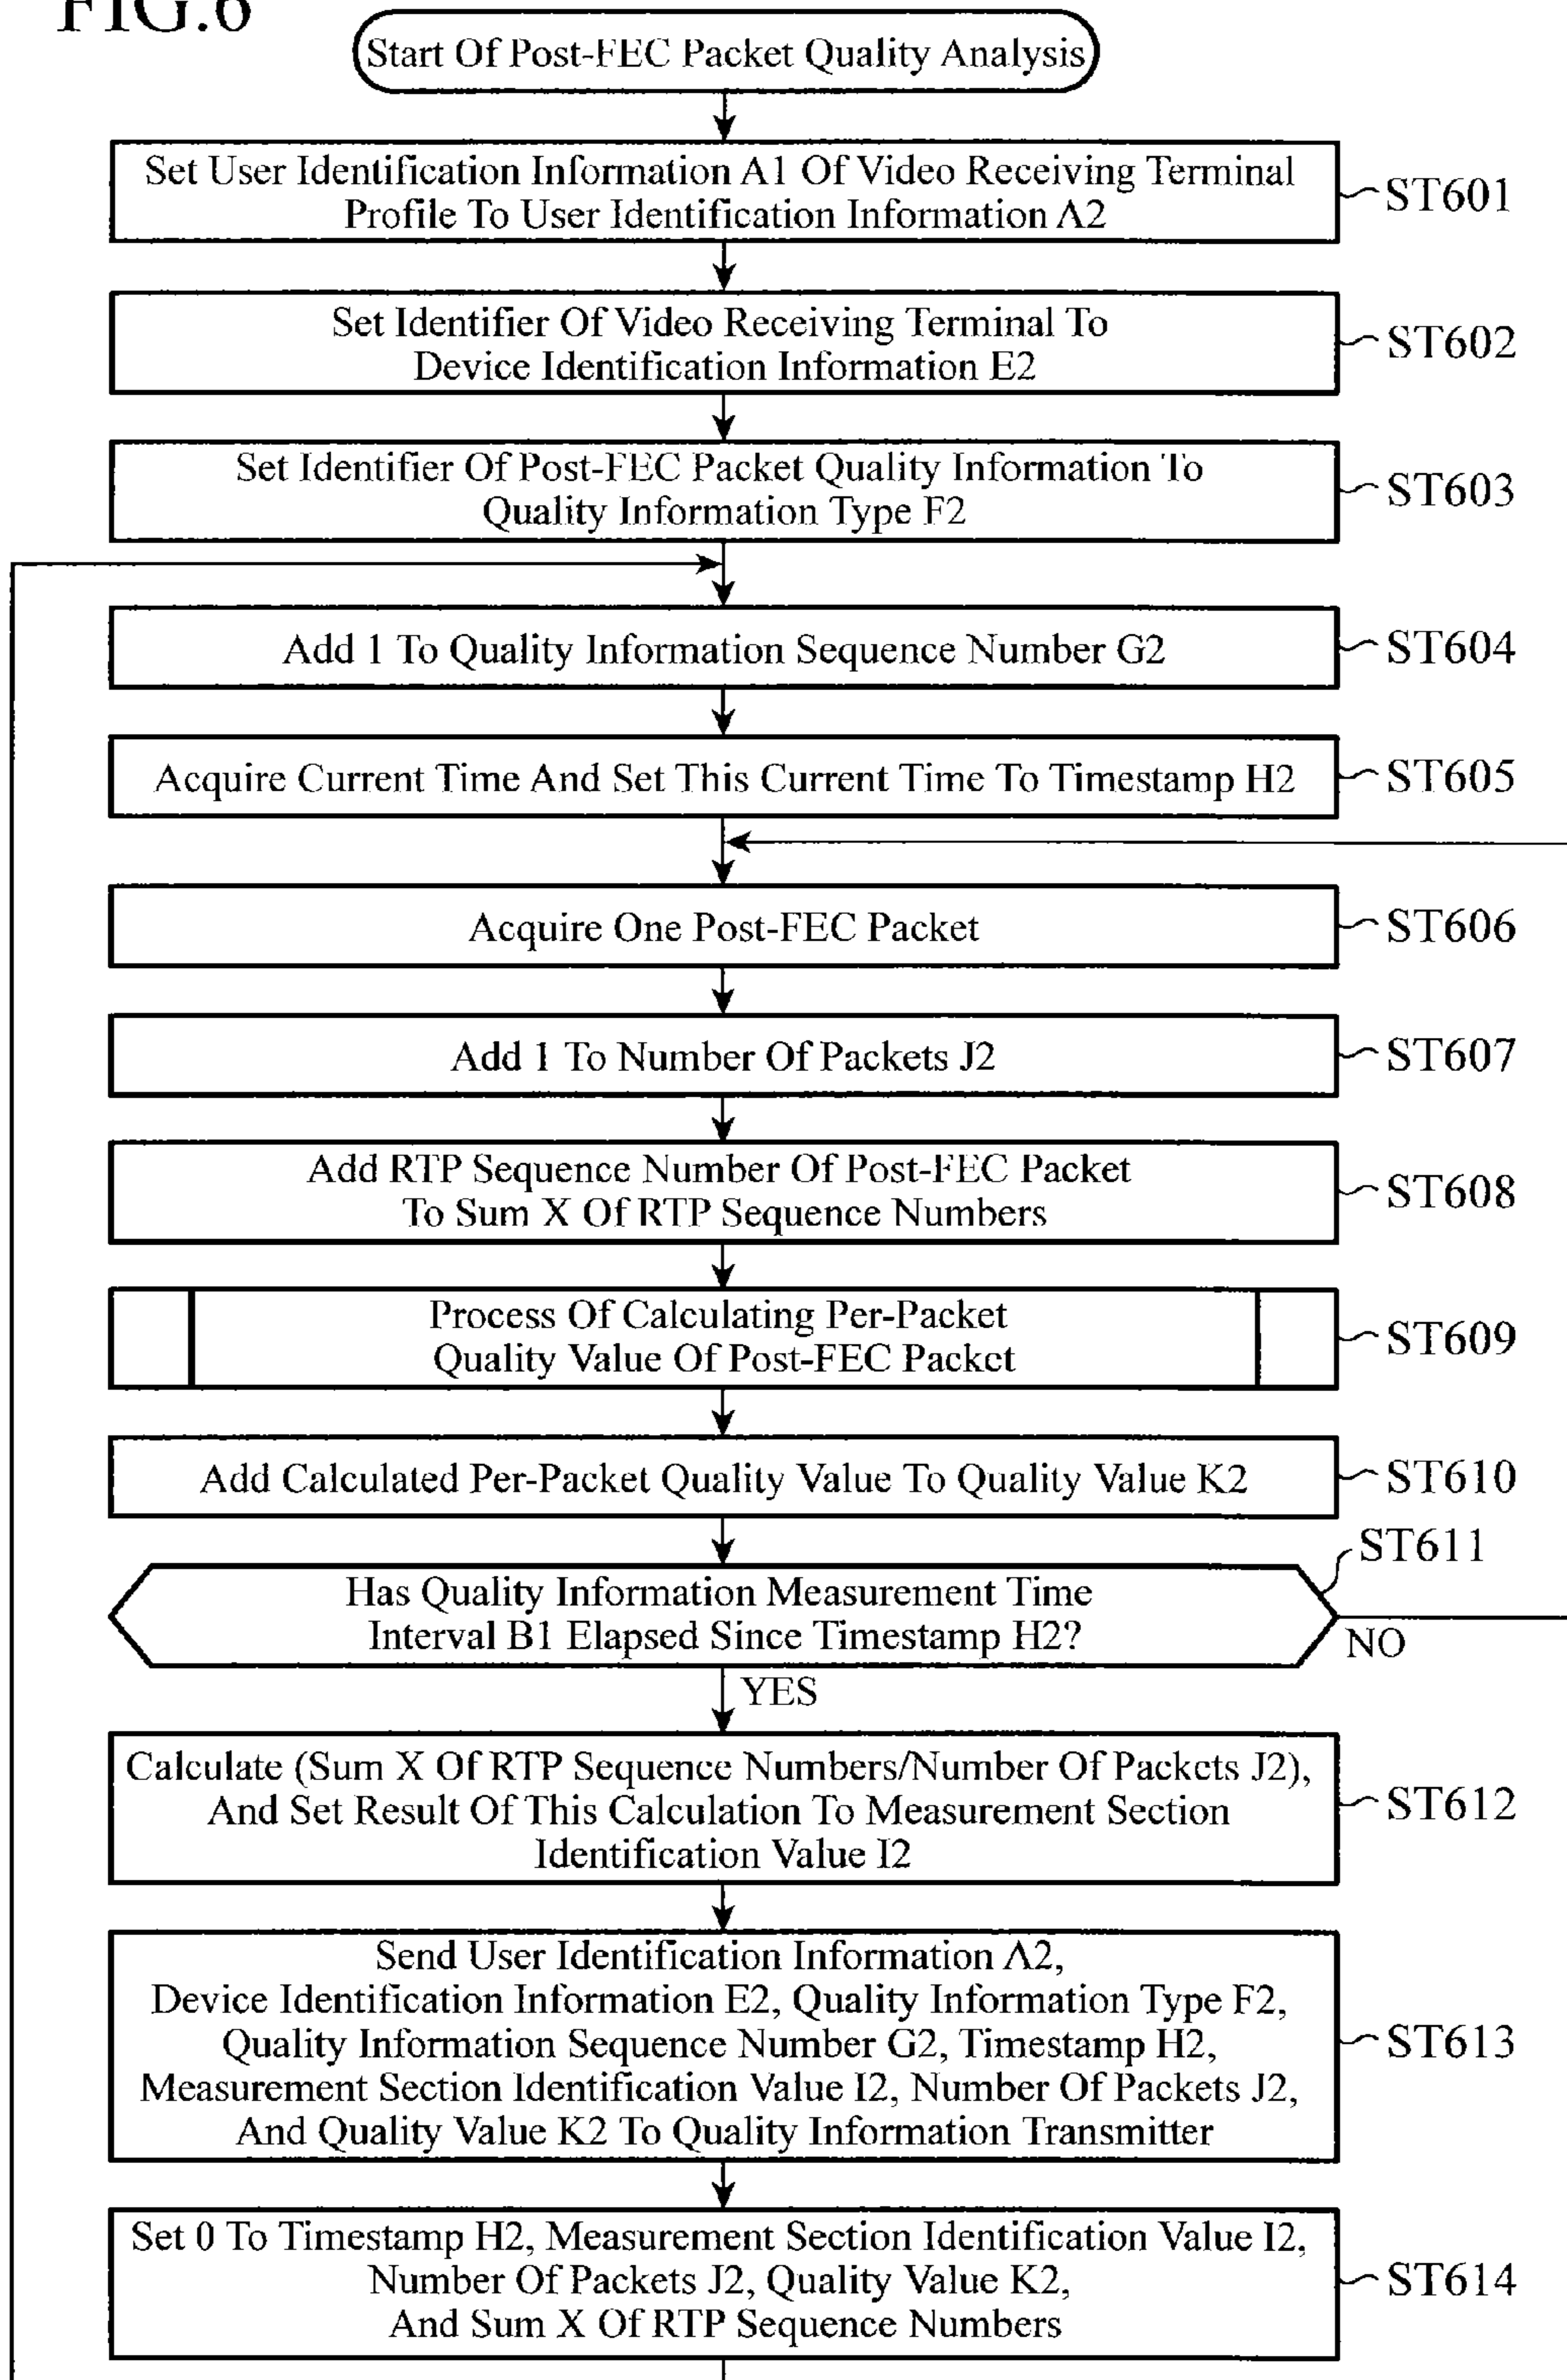 FIG.6
Start Of Post-FEC Packet Quality Analysis
Set User Identification Information A1 Of Video Receiving Terminal
Profile To User Identification Information A2
ST601
Set Identifier Of Video Receiving Terminal To
Device Identification Information E2
ST602
Set Identifier Of Post-FEC Packet Quality Information To
Quality Information Type F2
ST603
Add 1 To Quality Information Sequence Number G2
ST604
Acquire Current Time And Set This Current Time To Timestamp H2
ST605
Acquire One Post-FEC Packet
ST606
Add 1 To Number Of Packets J2
ST607
Add RTP Sequence Number Of Post-FEC Packet
To Sum X Of RTP Sequence Numbers
ST608
Process Of Calculating Per-Packet
Quality Value Of Post-FEC Packet
ST609
Add Calculated Per-Packet Quality Value To Quality Value K2
ST610
ST611
Has Quality Information Measurement Time
Interval B1 Elapsed Since Timestamp H2?
NO
YES
Calculate (Sum X Of RTP Sequence Numbers/Number Of Packets J2),
And Set Result Of This Calculation To Measurement Section
Identification Value I2
ST612
Send User Identification Information A2,
Device Identification Information E2, Quality Information Type F2,
Quality Information Sequence Number G2, Timestamp H2,
Measurement Section Identification Value I2, Number Of Packets J2,
And Quality Value K2 To Quality Information Transmitter
ST613
Set 0 To Timestamp H2, Measurement Section Identification Value I2,
Number Of Packets J2, Quality Value K2,
And Sum X Of RTP Sequence Numbers
ST614